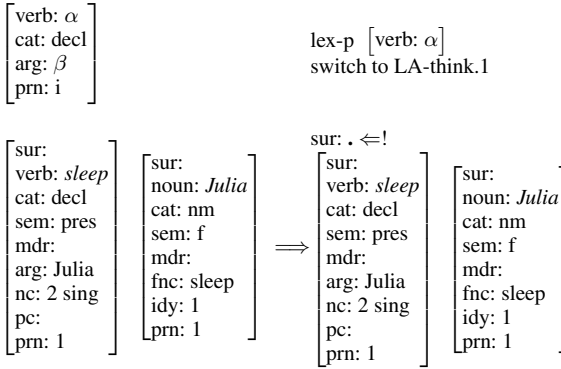 verb: α
cat: decl
arg: β
prn: i
lex-p [verb: α]
switch to LA-think.1
sur:
verb: sleep
cat: decl
sem: pres
mdr:
arg: Julia
nc: 2 sing
pc:
prn: 1
sur:
noun: Julia
cat: nm
sem: f
mdr:
fnc: sleep
idy: 1
prn: 1
⟹
sur: . ⇐!
sur:
verb: sleep
cat: decl
sem: pres
mdr:
arg: Julia
nc: 2 sing
pc:
prn: 1
sur:
noun: Julia
cat: nm
sem: f
mdr:
fnc: sleep
idy: 1
prn: 1